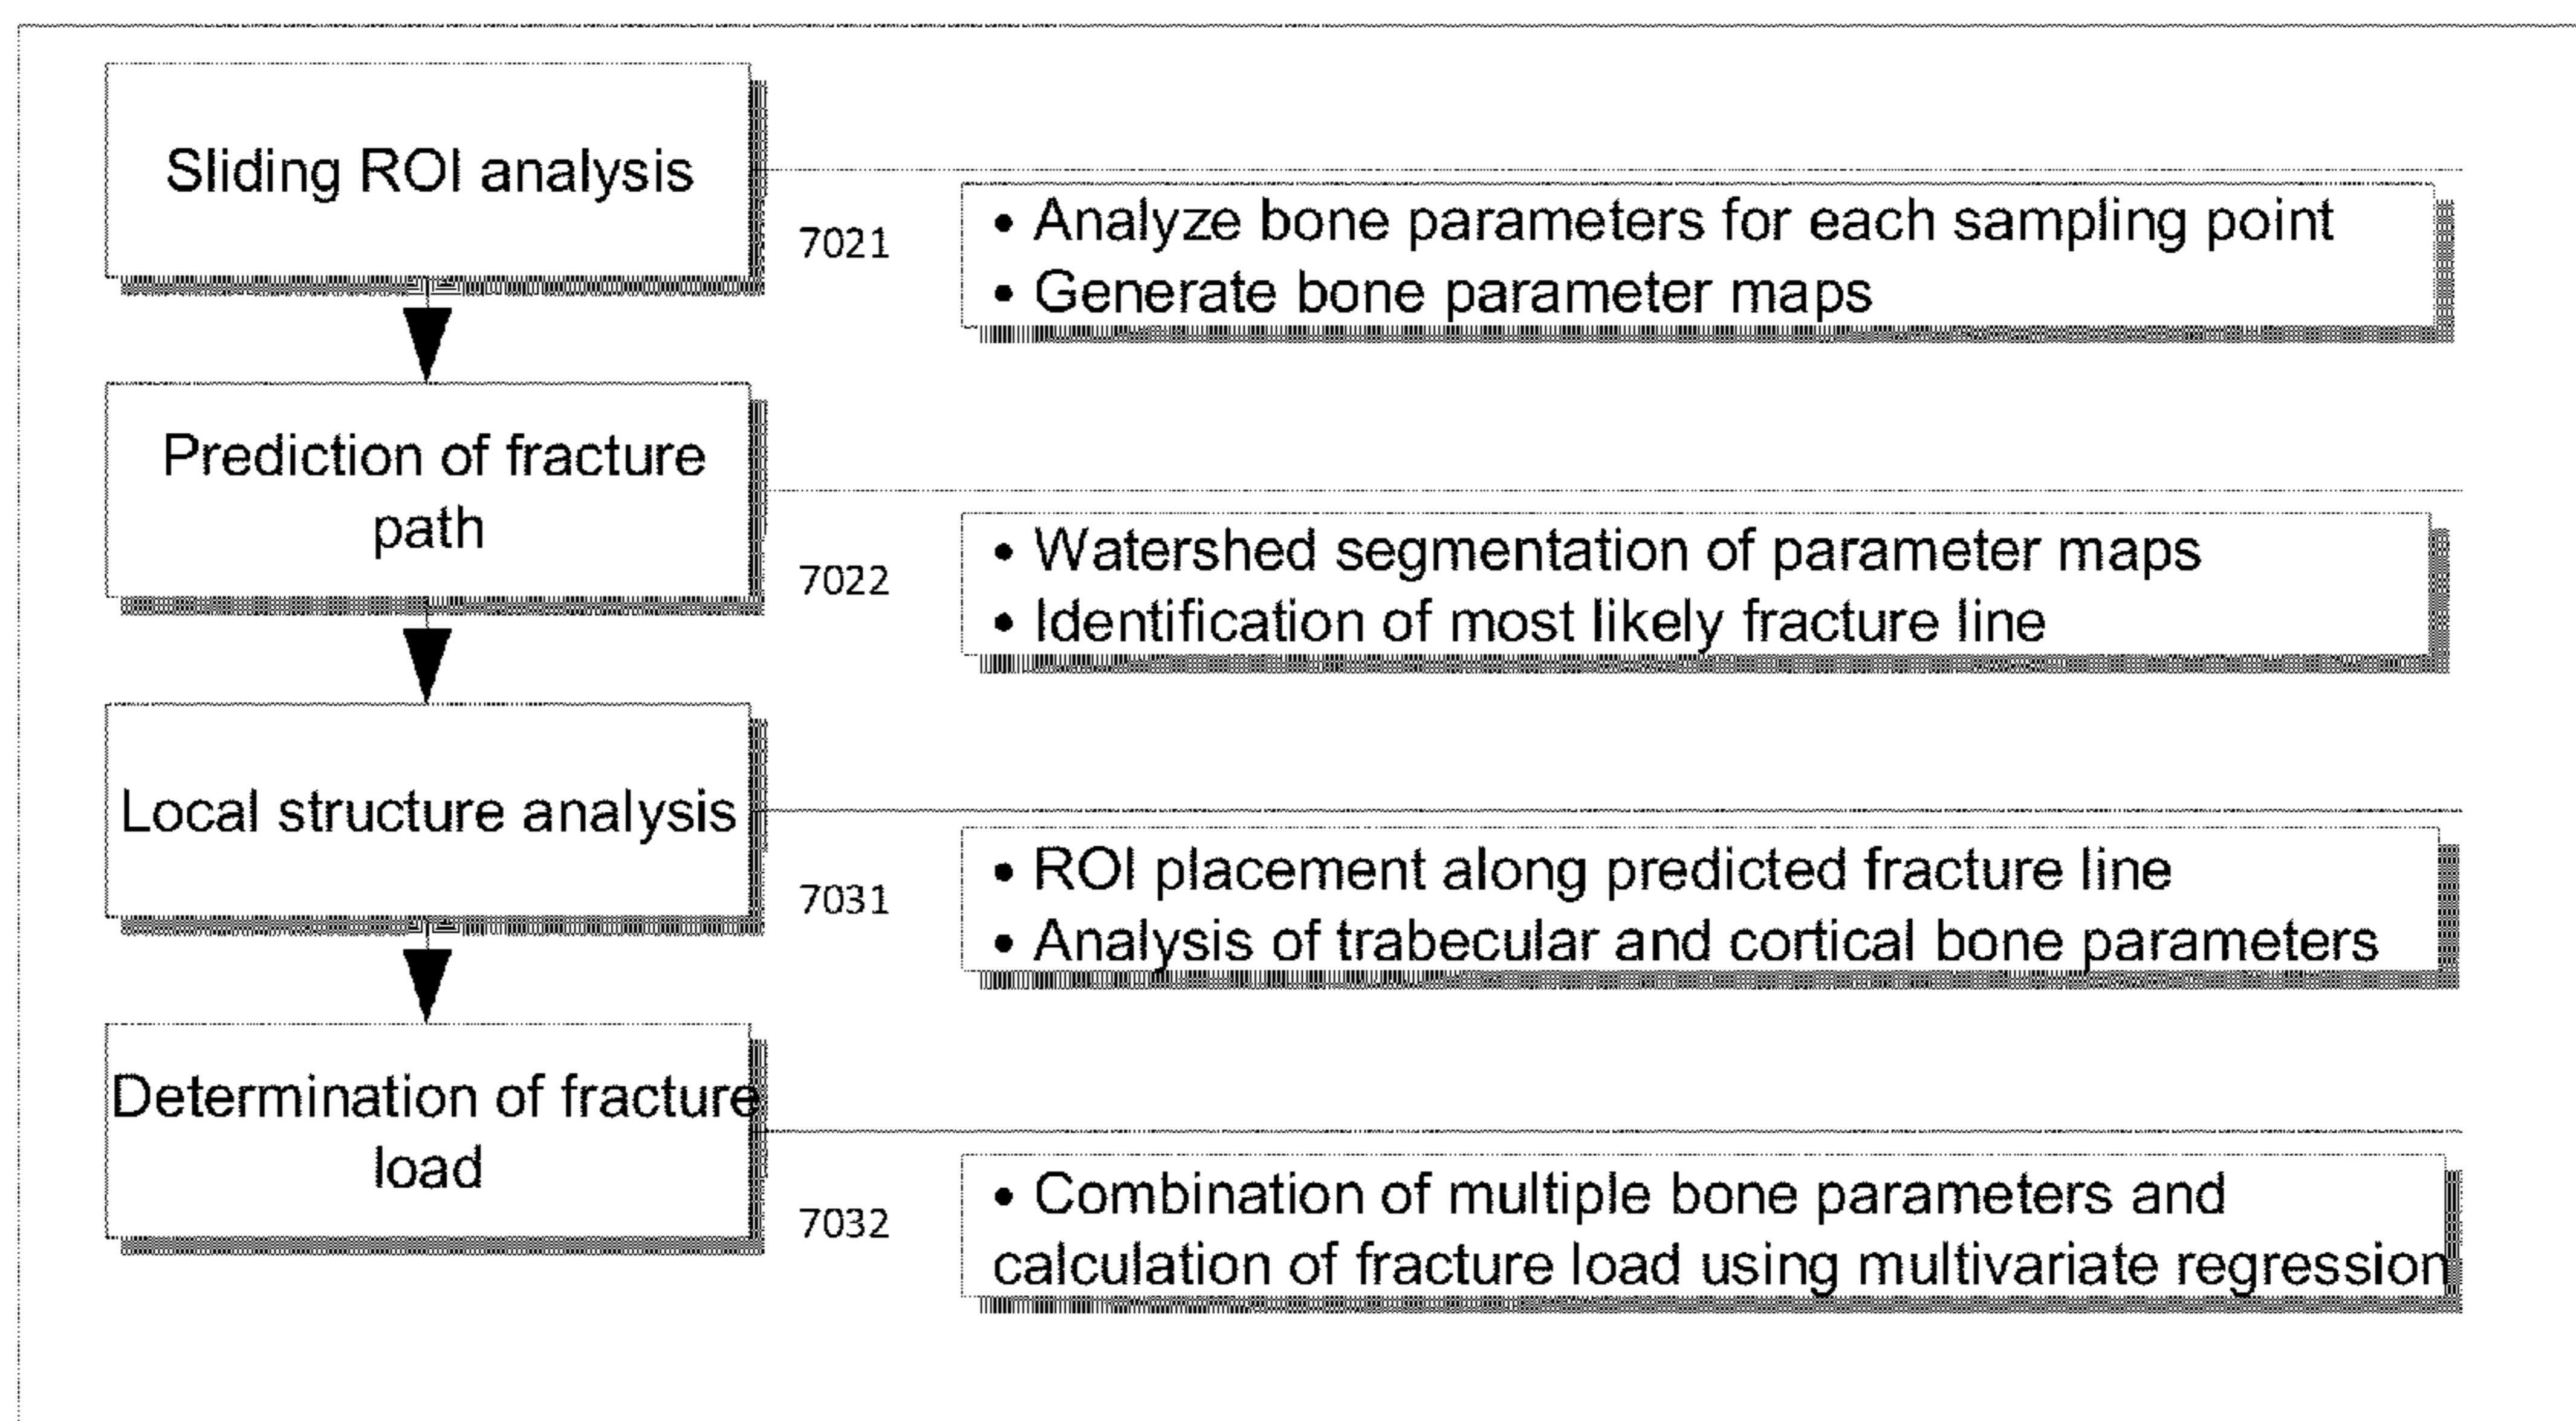 Sliding ROI analysis
7021
• Analyze bone parameters for each sampling point
• Generate bone parameter maps
Prediction of fracture
path
7022
• Watershed segmentation of parameter maps
• Identification of most likely fracture line
Local structure analysis
7031
• ROI placement along predicted fracture line
• Analysis of trabecular and cortical bone parameters
Determination of fracture
load
7032
• Combination of multiple bone parameters and
calculation of fracture load using multivariate regression